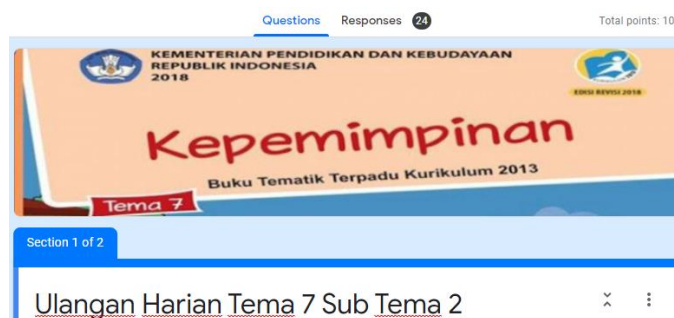 Questions Responses 24 Total points: 10
KEMENTERIAN PENDIDIKAN DAN KEBUDAYAAN
REPUBLIK INDONESIA
2018
EDISI REVISI 2018
Kepemimpinan
Buku Tematik Terpadu Kurikulum 2013
Tema 7
Section 1 of 2
Ulangan Harian Tema 7 Sub Tema 2